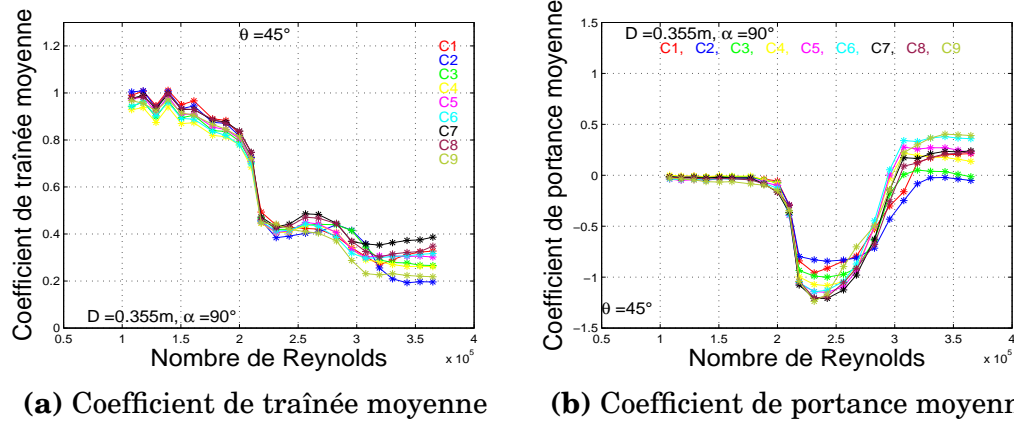 θ =45°
1.2
1
0.8
0.6
0.4
0.2
0
C1
C2
C3
C4
C5
C6
C7
C8
C9
Coefficient de traînée moyenne
D =0.355m, α =90°
0.5 1 1.5 2 2.5 3 3.5 4
x 10⁵
Nombre de Reynolds
(a) Coefficient de traînée moyenne
1.5
1
0.5
0
−0.5
−1
−1.5
D =0.355m, α =90°
C1, C2, C3, C4, C5, C6, C7, C8, C9
Coefficient de portance moyenne
θ =45°
0.5 1 1.5 2 2.5 3 3.5 4
x 10⁵
Nombre de Reynolds
(b) Coefficient de portance moyenn